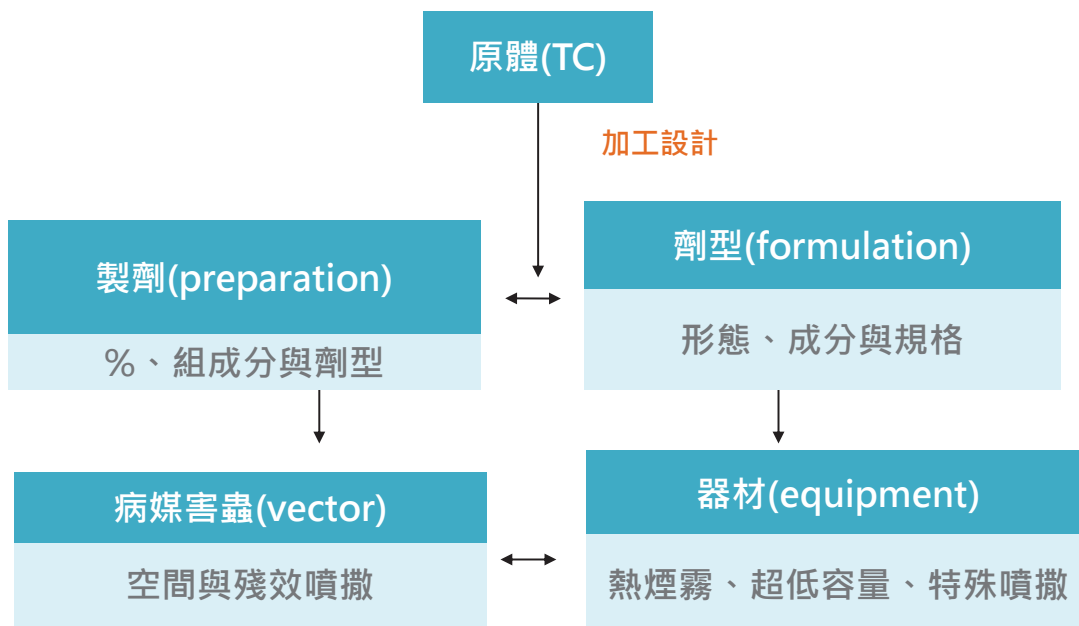 原體(TC)
加工設計
製劑(preparation)
%、組成分與劑型
劑型(formulation)
形態、成分與規格
病媒害蟲(vector)
空間與殘效噴撒
器材(equipment)
熱煙霧、超低容量、特殊噴撒